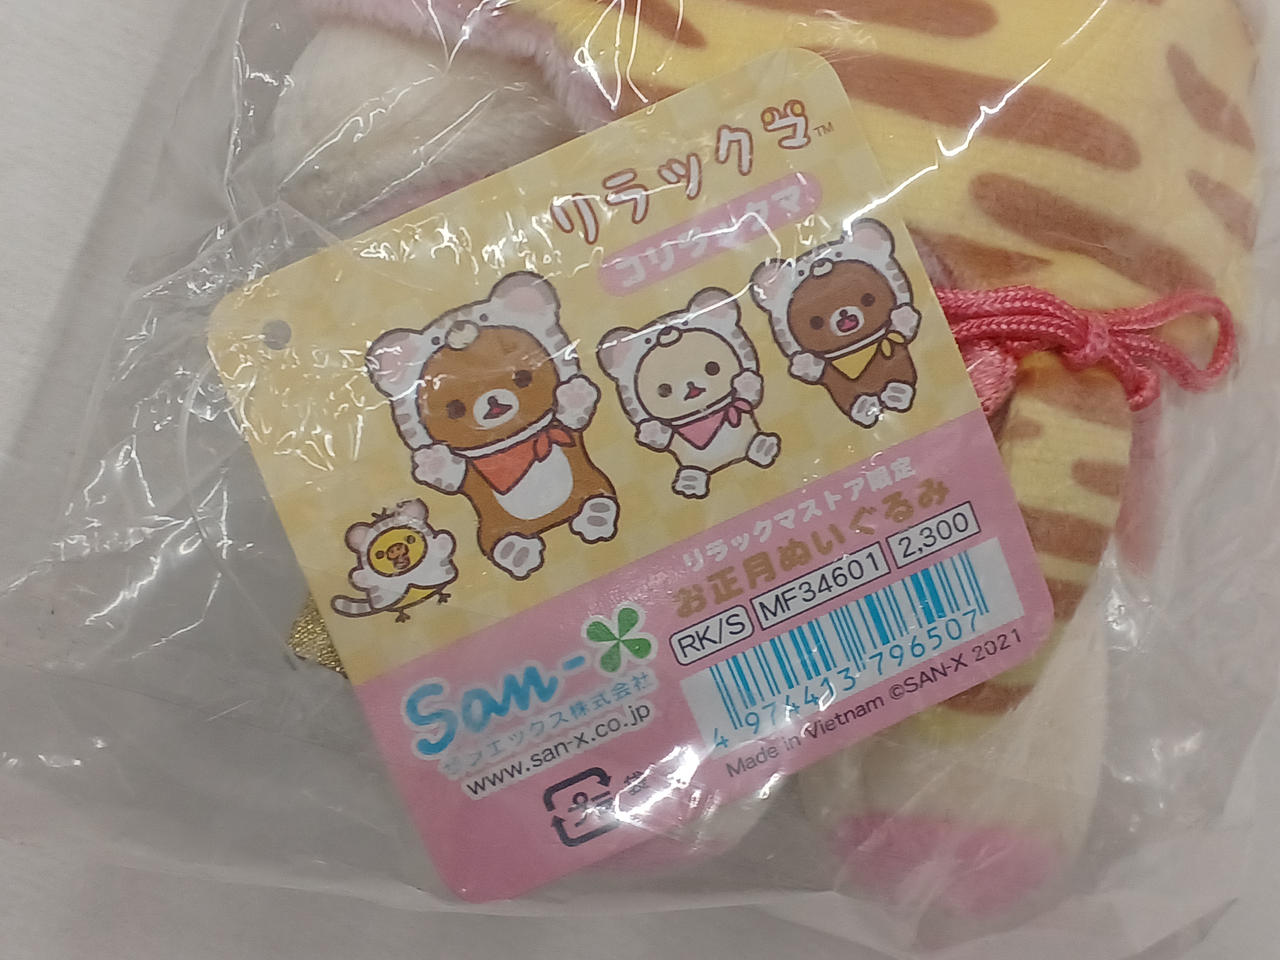 リラックマ™
コリラックマ
リラックマストア限定
お正月ぬいぐるみ
RK/S MF34601 2,300
4 974413 796507
Made in Vietnam ©SAN-X 2021
San-X
サンエックス株式会社
www.san-x.co.jp